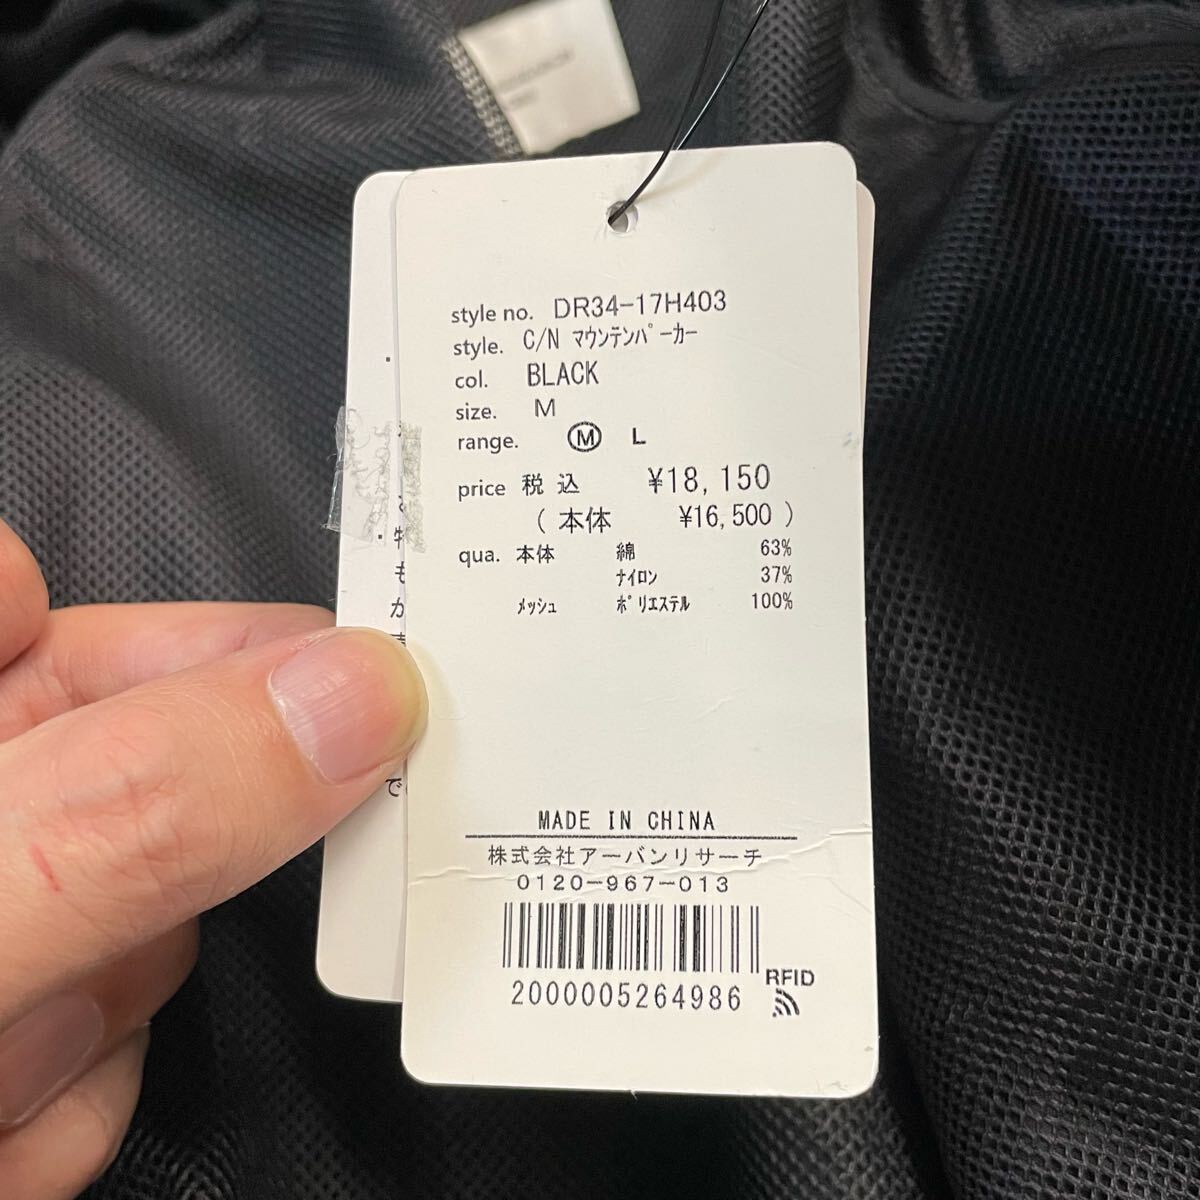 style no. DR34-17H403
style. C/N マウンテンパーカー
col. BLACK
size. M
range. Ⓜ L
price 税込 ¥18,150
(本体 ¥16,500)
qua. 本体 綿 63%
ナイロン 37%
メッシュ ポリエステル 100%
MADE IN CHINA
株式会社アーバンリサーチ
0120-967-013
2000005264986
RFID
も
か